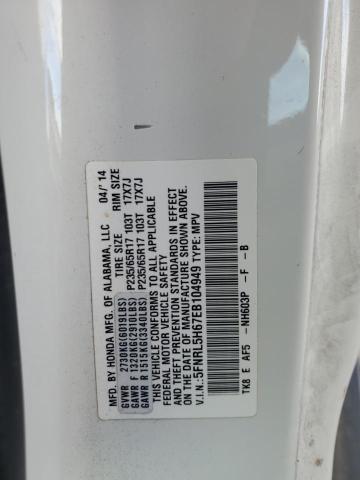 MFD. BY HONDA MFG. OF ALABAMA, LLC 04/'14
TIRE SIZE RIM SIZE
GVWR 2730KG(6019LBS)
GAWR F 1320KG(2910LBS) P235/65R17 103T 17X7J
GAWR R 1515KG(3340LBS) P235/65R17 103T 17X7J
THIS VEHICLE CONFORMS TO ALL APPLICABLE
FEDERAL MOTOR VEHICLE SAFETY BUMPER,
AND THEFT PREVENTION STANDARDS IN EFFECT
ON THE DATE OF MANUFACTURE SHOWN ABOVE.
V.I.N.:5FNRL5H67EB104949 TYPE: MPV
TK8 E AF5 -NH603P -F -B